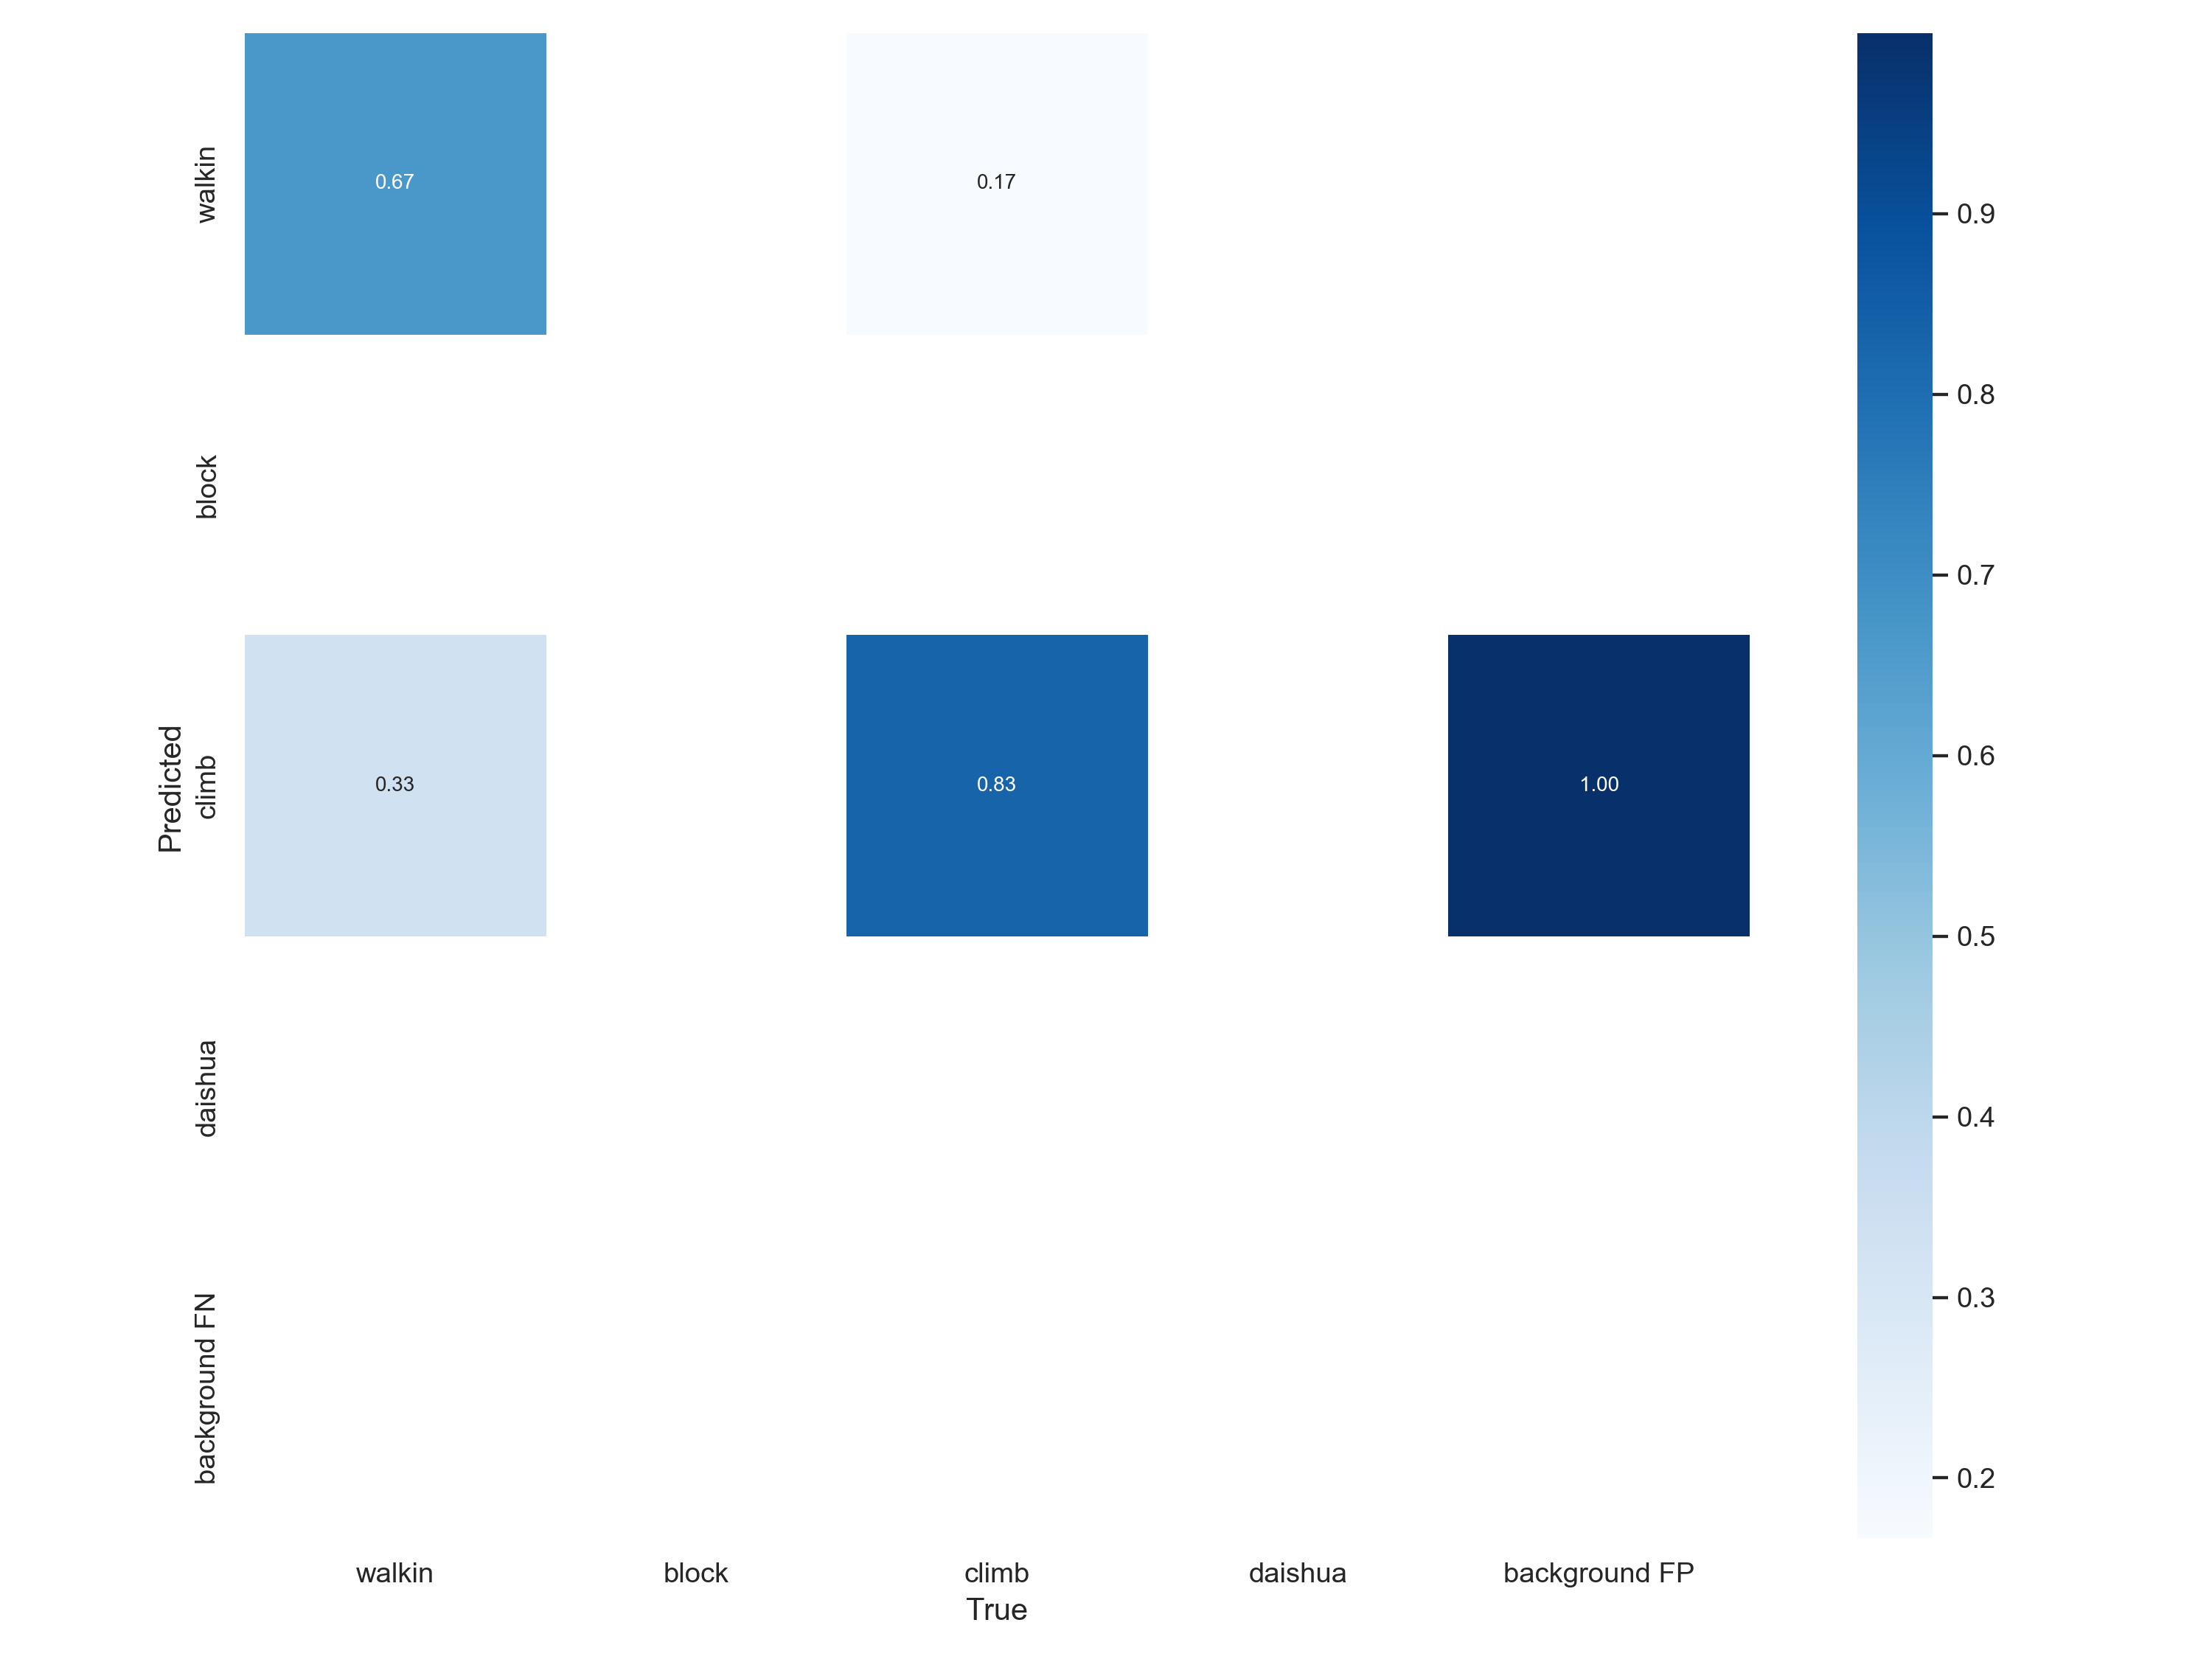 walkin
0.67
0.17
block
Predicted
climb
0.33
0.83
1.00
daishua
background FN
walkin
block
climb
daishua
background FP
True
0.9
0.8
0.7
0.6
0.5
0.4
0.3
0.2